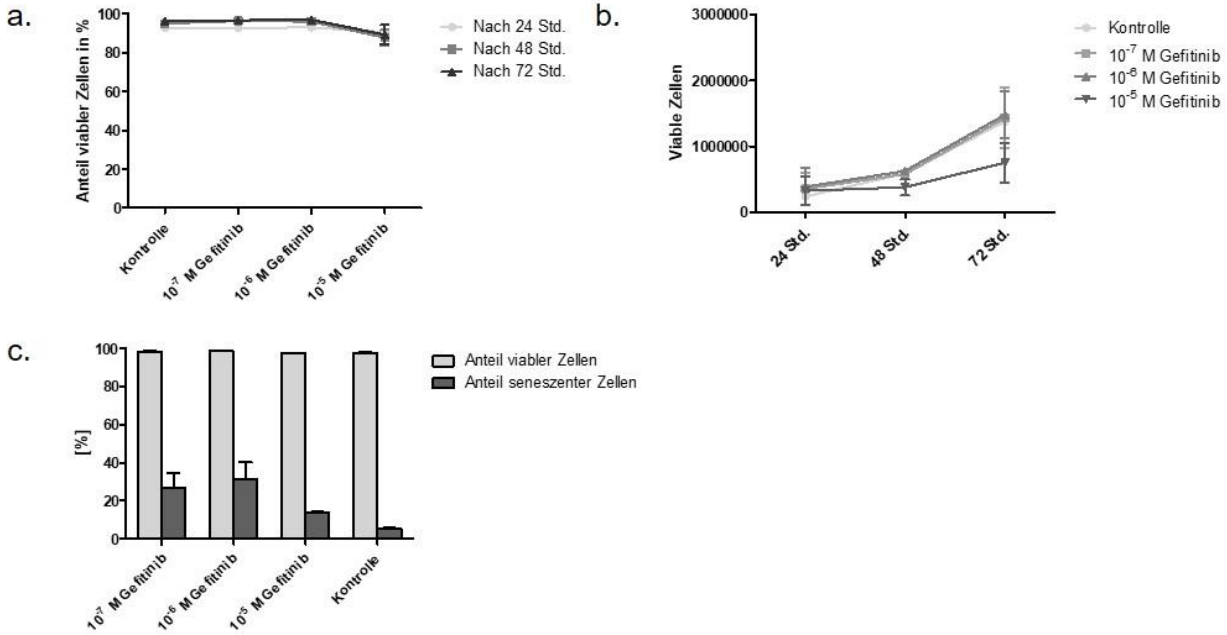 a.
Anteil viabler Zellen in %
100
80
60
40
20
0
Kontrolle
10-7 M Gefitinib
10-6 M Gefitinib
10-5 M Gefitinib
Nach 24 Std.
Nach 48 Std.
Nach 72 Std.
b.
Viable Zellen
3000000
2000000
1000000
0
24 Std.
48 Std.
72 Std.
Kontrolle
10-7 M Gefitinib
10-6 M Gefitinib
10-5 M Gefitinib
c.
[%]
100
80
60
40
20
0
10-7 M Gefitinib
10-6 M Gefitinib
10-5 M Gefitinib
Kontrolle
Anteil viabler Zellen
Anteil seneszenter Zellen